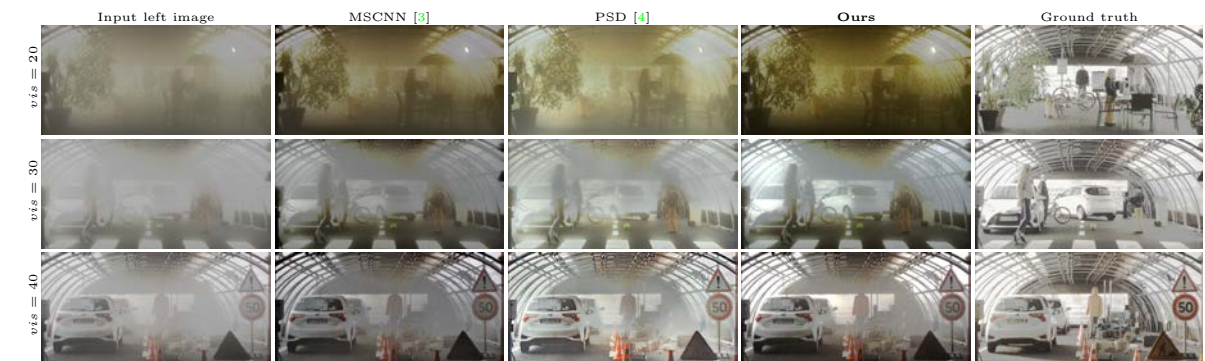 Input left image MSCNN [3] PSD [4] Ours Ground truth
vis = 20
vis = 30
vis = 40
50 50 50 50 50